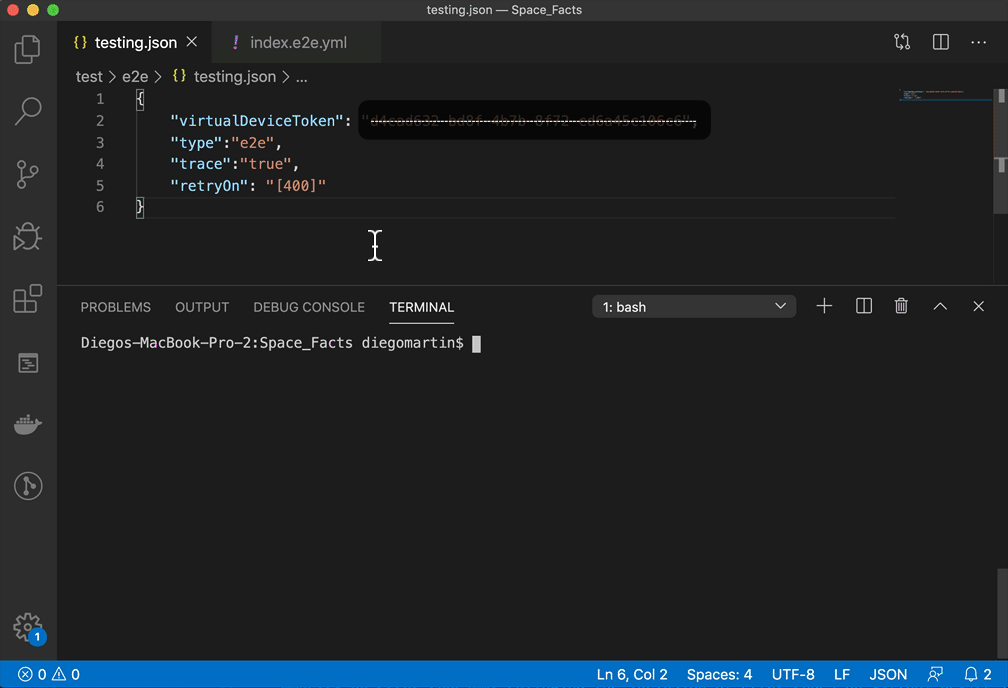 testing.json — Space_Facts
{} testing.json ×
! index.e2e.yml
test > e2e > {} testing.json > ...
1 {
2 "virtualDeviceToken":
3 "type":"e2e",
4 "trace":"true",
5 "retryOn": "[400]"
6 }
PROBLEMS OUTPUT DEBUG CONSOLE TERMINAL 1: bash
Diegos-MacBook-Pro-2:Space_Facts diegomartin$
1
0 0 Ln 6, Col 2 Spaces: 4 UTF-8 LF JSON 2